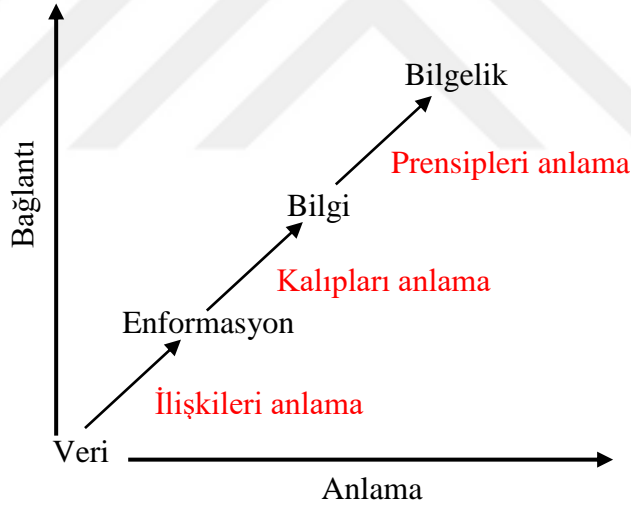 Bilgelik
Prensipleri anlama
Bağlantı
Bilgi
Kalıpları anlama
Enformasyon
İlişkileri anlama
Veri
Anlama